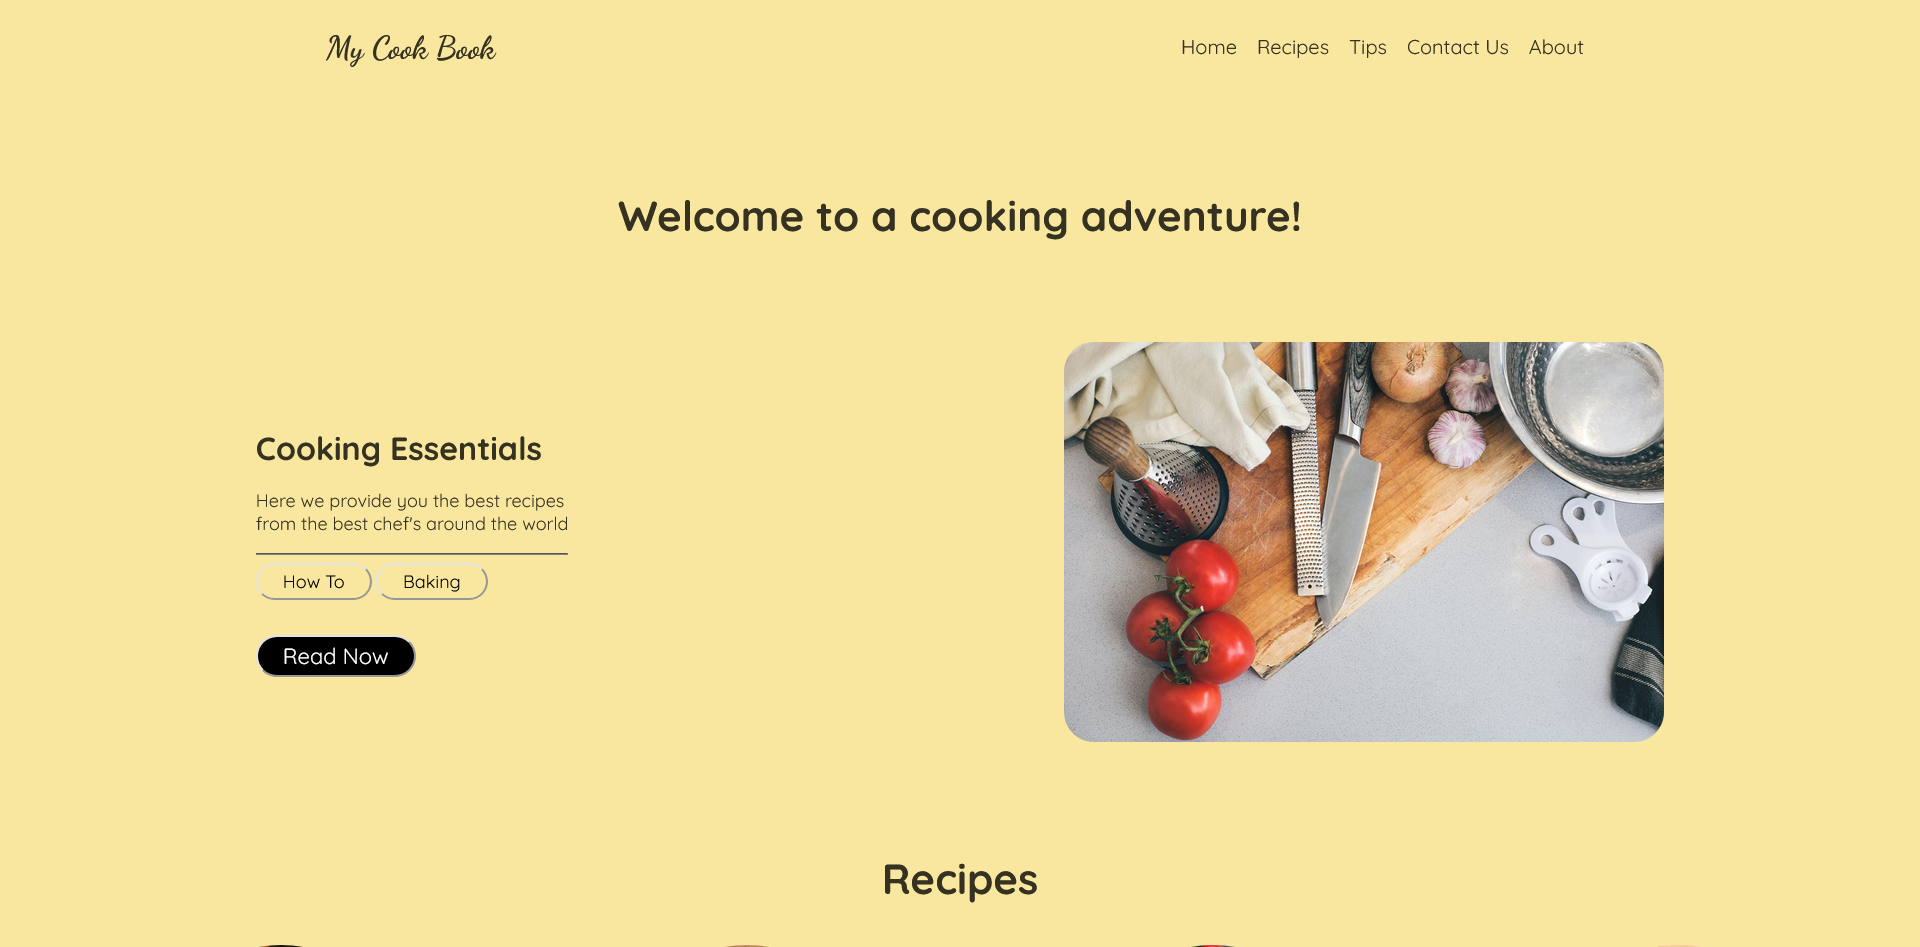 My Cook Book
Home Recipes Tips Contact Us About
Welcome to a cooking adventure!
Cooking Essentials
Here we provide you the best recipes
from the best chef's around the world
How To Baking
Read Now
Recipes